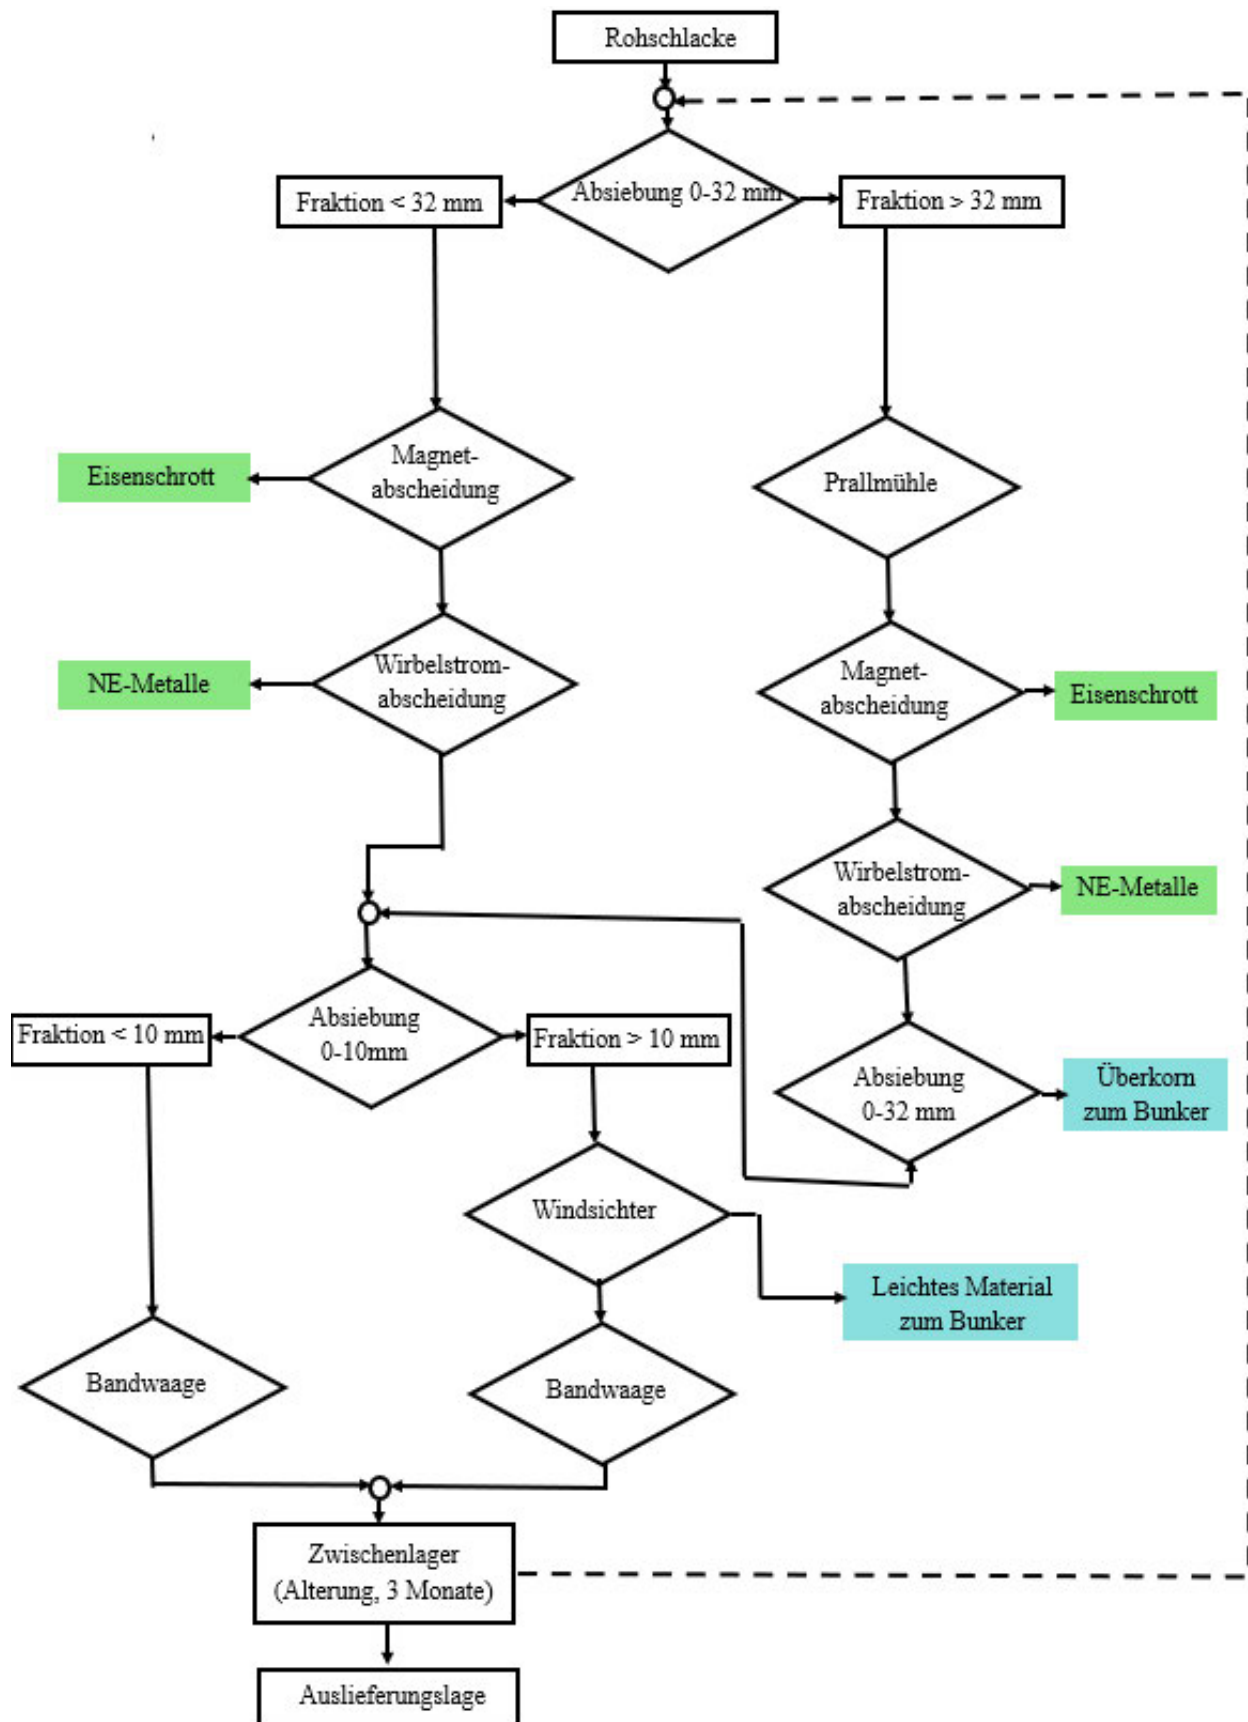 Rohschlacke
Absiebung 0-32 mm
Fraktion < 32 mm
Fraktion > 32 mm
Magnet-
abscheidung
Eisenschrott
Prallmühle
Wirbelstrom-
abscheidung
NE-Metalle
Magnet-
abscheidung
Eisenschrott
Wirbelstrom-
abscheidung
NE-Metalle
Absiebung
0-10mm
Fraktion < 10 mm
Fraktion > 10 mm
Absiebung
0-32 mm
Überkorn
zum Bunker
Windsichter
Leichtes Material
zum Bunker
Bandwaage
Bandwaage
Zwischenlager
(Alterung, 3 Monate)
Auslieferungslage